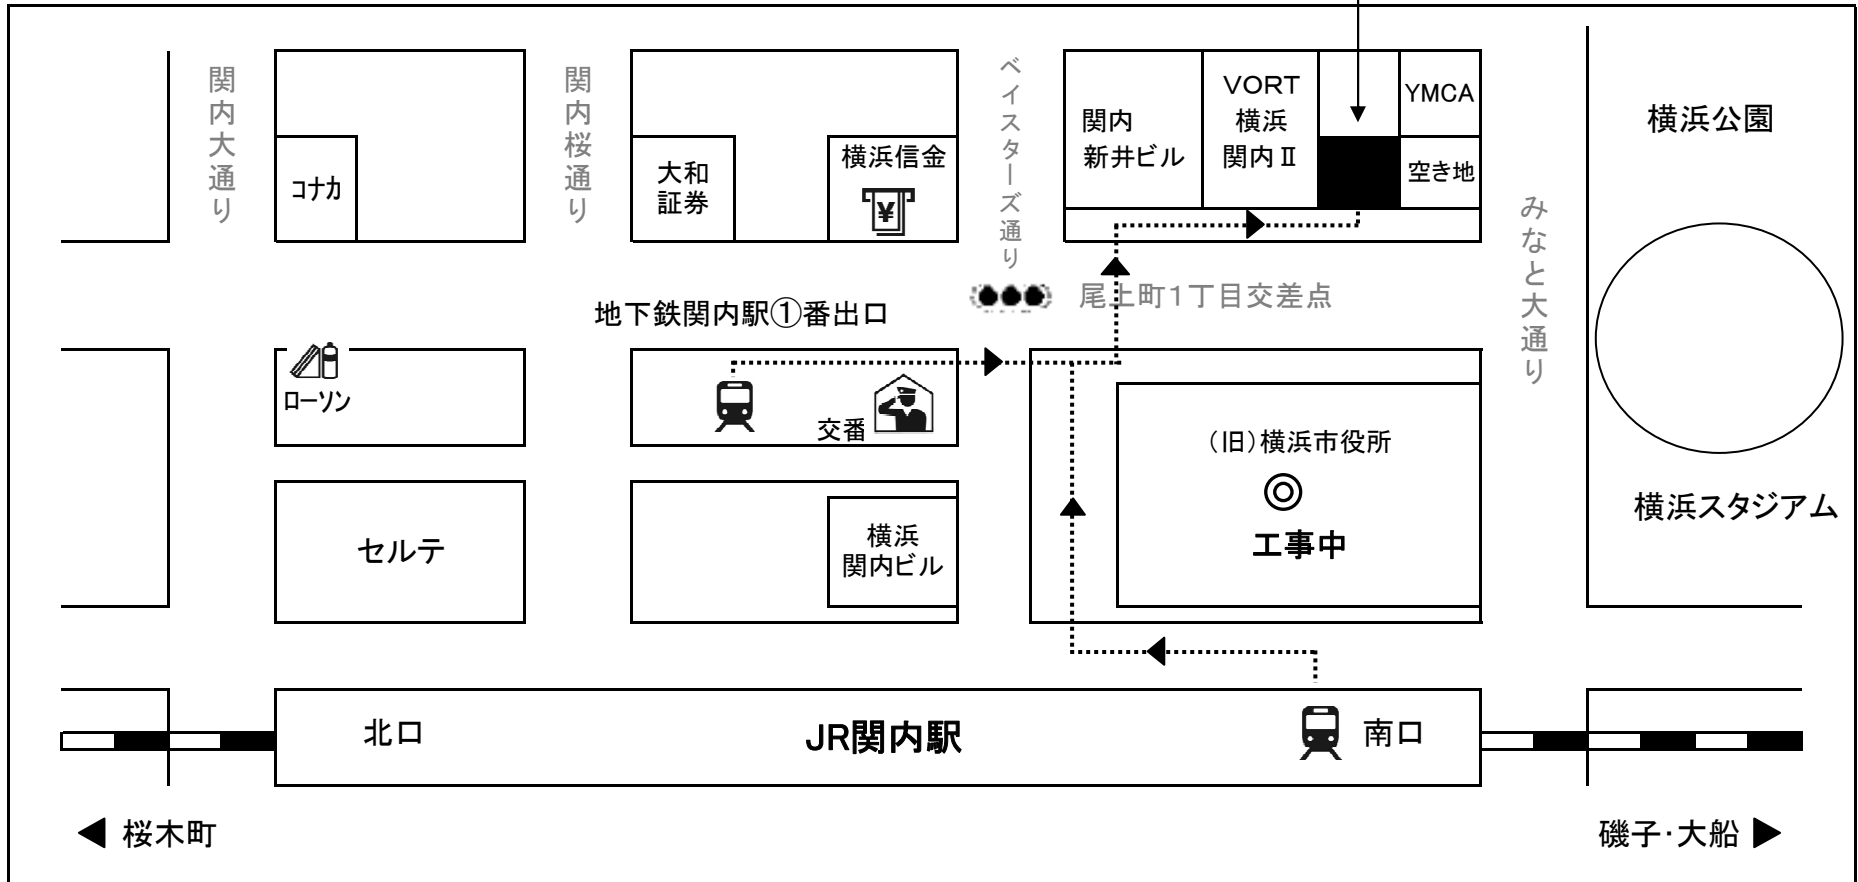 関内大通り
関内桜通り
ベイスターズ通り
みなと大通り
コナカ
大和
証券
横浜信金
¥
関内
新井ビル
VORT
横浜
関内Ⅱ
YMCA
空き地
横浜公園
尾上町1丁目交差点
地下鉄関内駅①番出口
ローソン
交番
(旧)横浜市役所
◎
工事中
横浜スタジアム
セルテ
横浜
関内ビル
北口
JR関内駅
南口
◀ 桜木町
磯子・大船 ▶